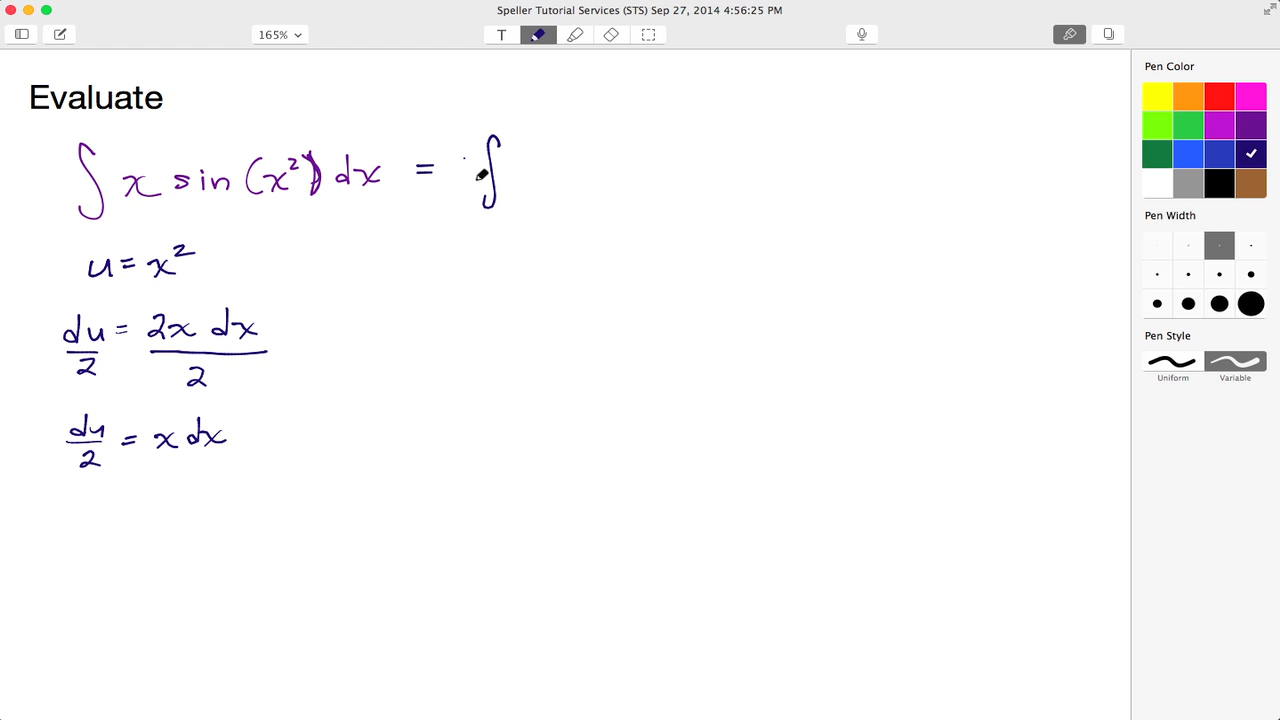 Speller Tutorial Services (STS) Sep 27, 2014 4:56:25 PM
165%
T
Pen Color
Evaluate
∫ x sin (x²) dx = ∫
u = x²
du/2 = 2x dx/2
du/2 = x dx
Pen Width
Pen Style
Uniform Variable